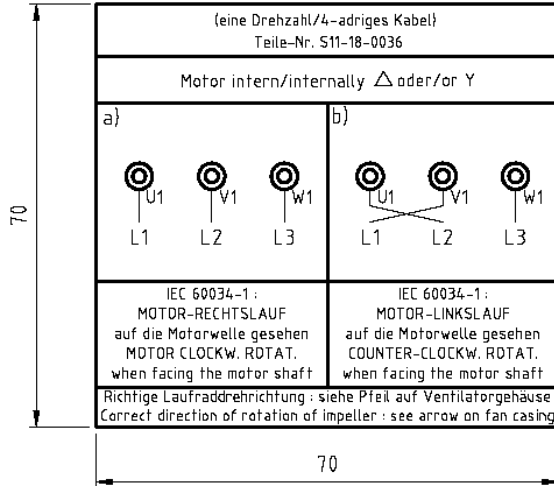 (eine Drehzahl/4-adriges Kabel)
Teile-Nr. S11-18-0036
Motor intern/internally △ oder/or Y
a)
U1 V1 W1
L1 L2 L3
IEC 60034-1 :
MOTOR-RECHTSLAUF
auf die Motorwelle gesehen
MOTOR CLOCKW. ROTAT.
when facing the motor shaft
b)
U1 V1 W1
L1 L2 L3
IEC 60034-1 :
MOTOR-LINKSLAUF
auf die Motorwelle gesehen
COUNTER-CLOCKW. ROTAT.
when facing the motor shaft
Richtige Laufraddrehrichtung : siehe Pfeil auf Ventilatorgehäuse
Correct direction of rotation of impeller : see arrow on fan casing
70
70